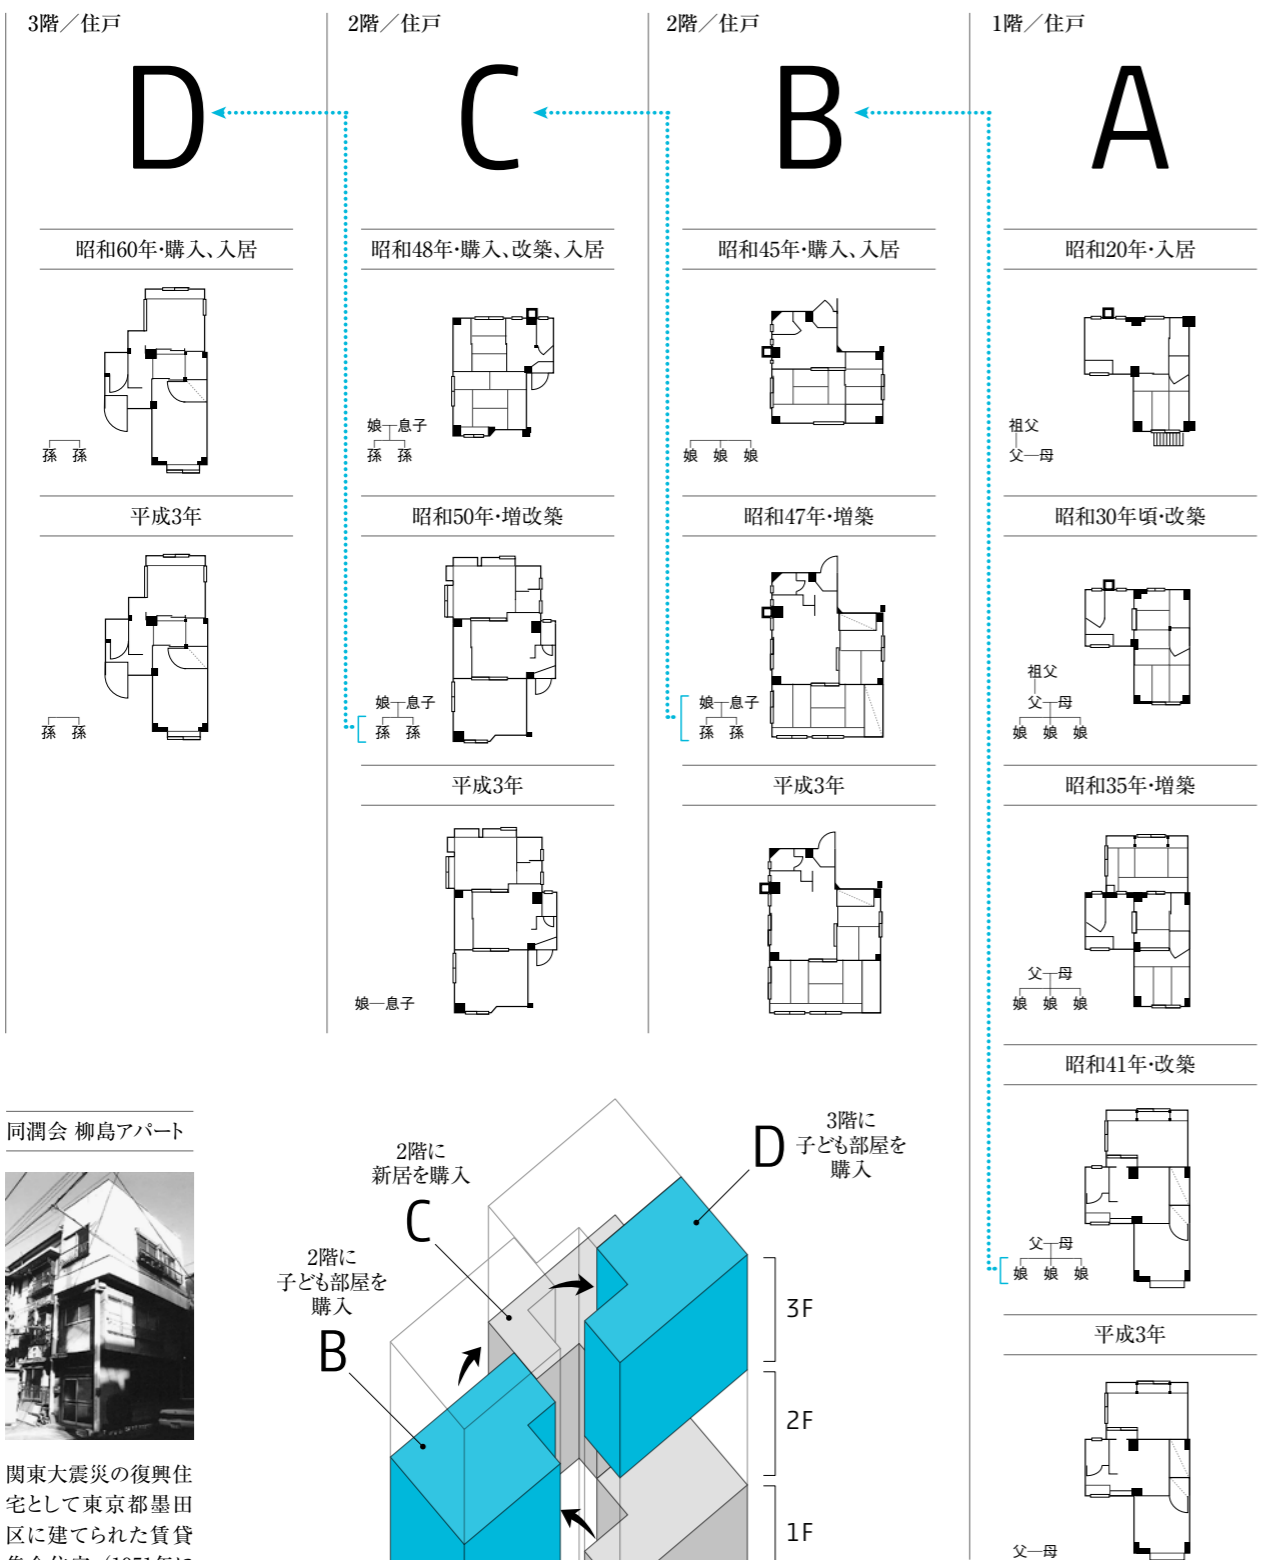 3階／住戸
D
昭和60年・購入、入居
孫 孫
平成3年
孫 孫
2階／住戸
C
昭和48年・購入、改築、入居
娘 息子
孫 孫
昭和50年・増改築
娘 息子
孫 孫
平成3年
娘 息子
2階／住戸
B
昭和45年・購入、入居
娘 娘 娘
昭和47年・増築
娘 息子
孫 孫
平成3年
1階／住戸
A
昭和20年・入居
祖父
父 母
昭和30年頃・改築
祖父
父 母
娘 娘 娘
昭和35年・増築
父 母
娘 娘 娘
昭和41年・改築
父 母
娘 娘 娘
平成3年
父 母
同潤会 柳島アパート
関東大震災の復興住
宅として東京都墨田
区に建てられた賃貸
2階に
子ども部屋を
購入
B
2階に
新居を購入
C
D
3階に
子ども部屋を
購入
3F
2F
1F